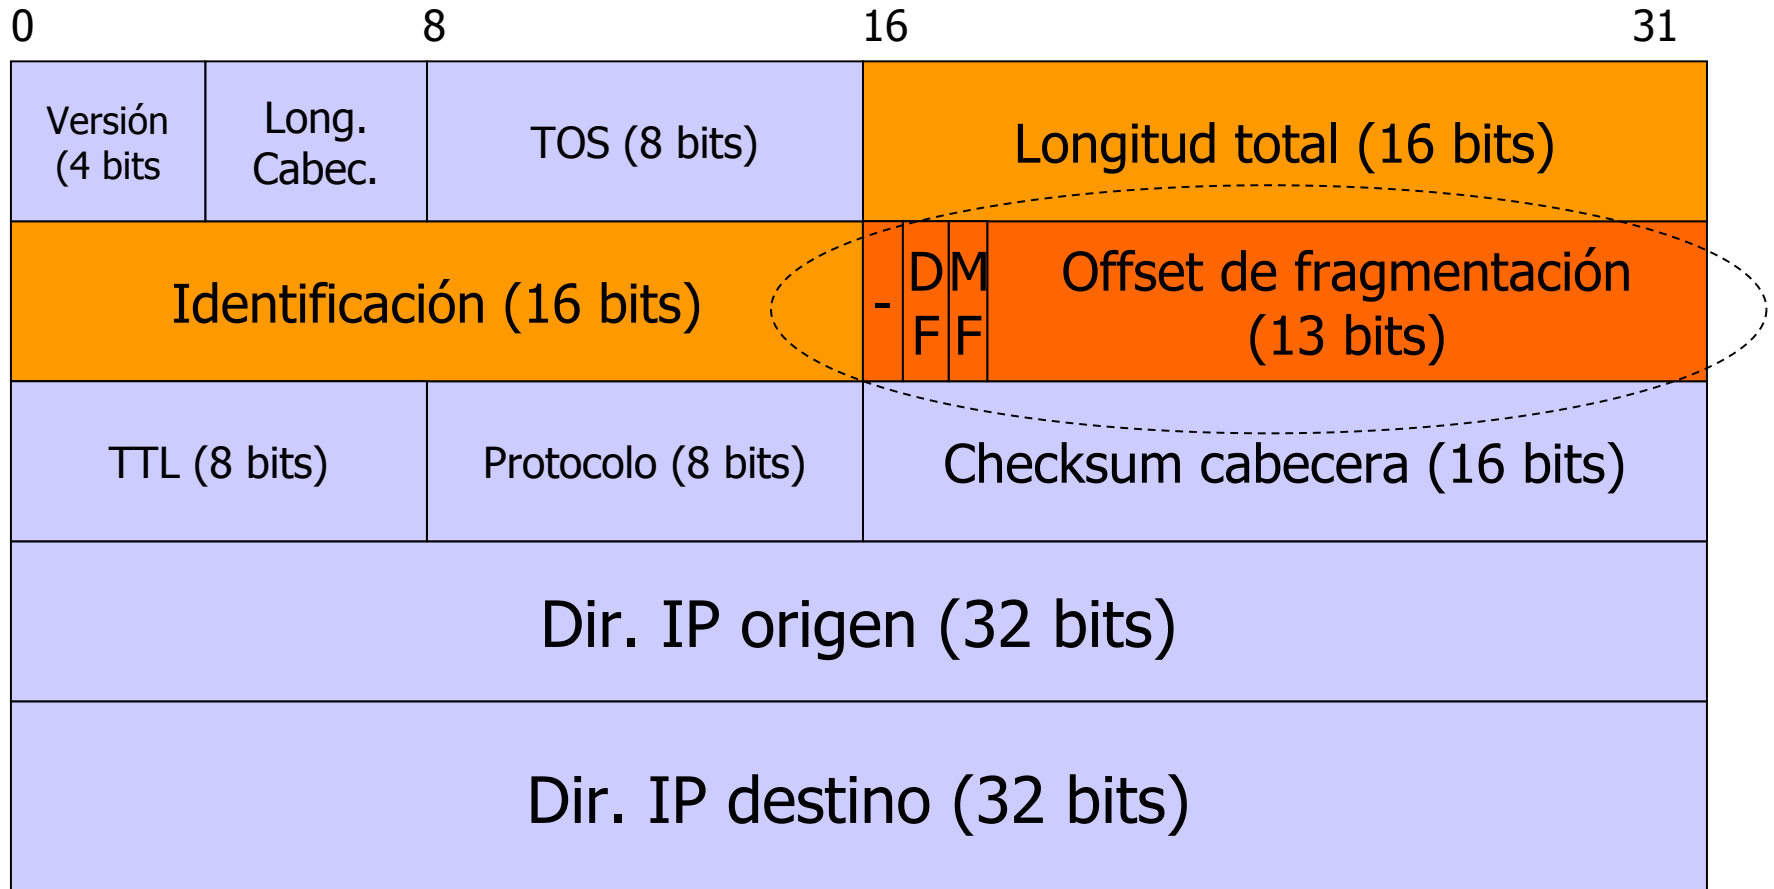 0 8 16 31
Versión
(4 bits
Long.
Cabec.
TOS (8 bits)
Longitud total (16 bits)
Identificación (16 bits)
-
D
F
M
F
Offset de fragmentación
(13 bits)
TTL (8 bits)
Protocolo (8 bits)
Checksum cabecera (16 bits)
Dir. IP origen (32 bits)
Dir. IP destino (32 bits)